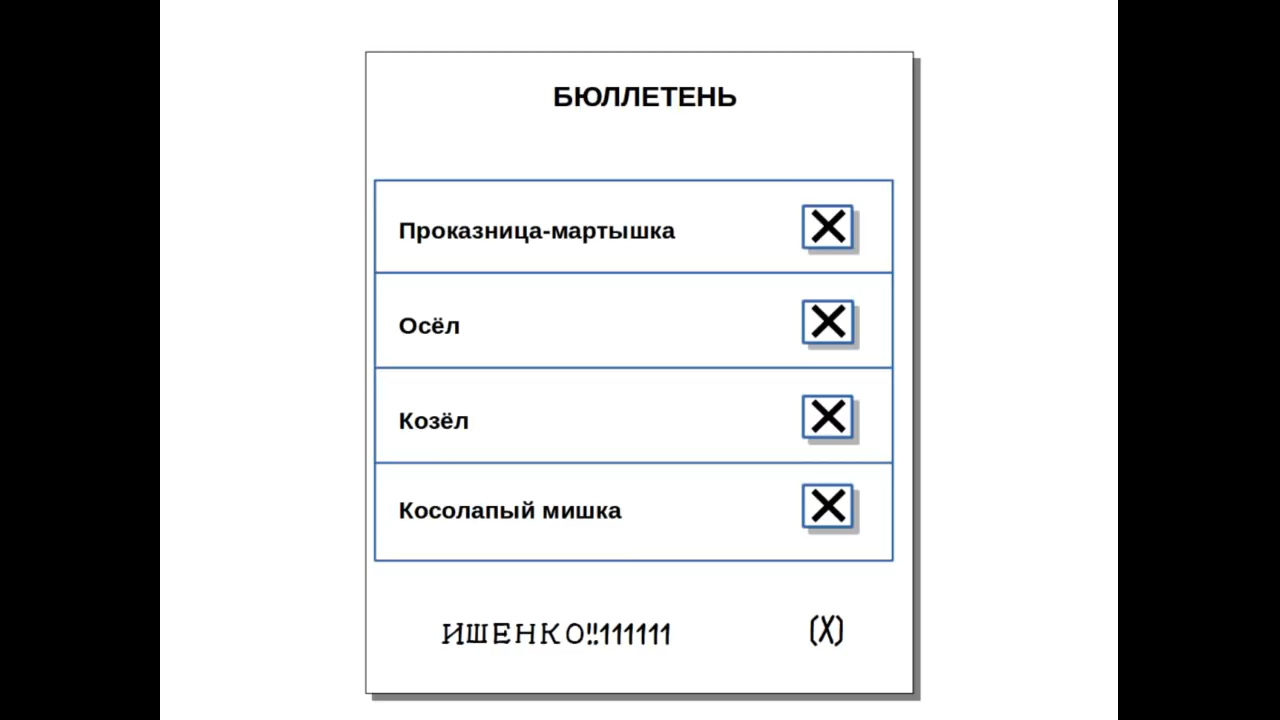 БЮЛЛЕТЕНЬ
Проказница-мартышка
Осёл
Козёл
Косолапый мишка
ИШЕНКО!!111111 (X)